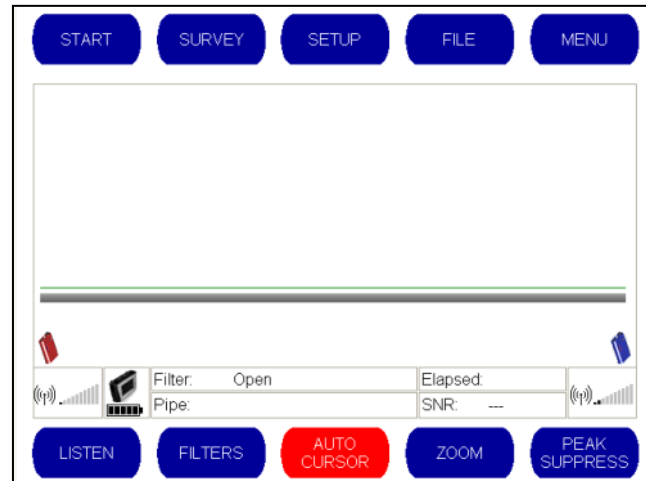 START SURVEY SETUP FILE MENU
Filter: Open Elapsed:
Pipe: SNR: ---
LISTEN FILTERS AUTO CURSOR ZOOM PEAK SUPPRESS